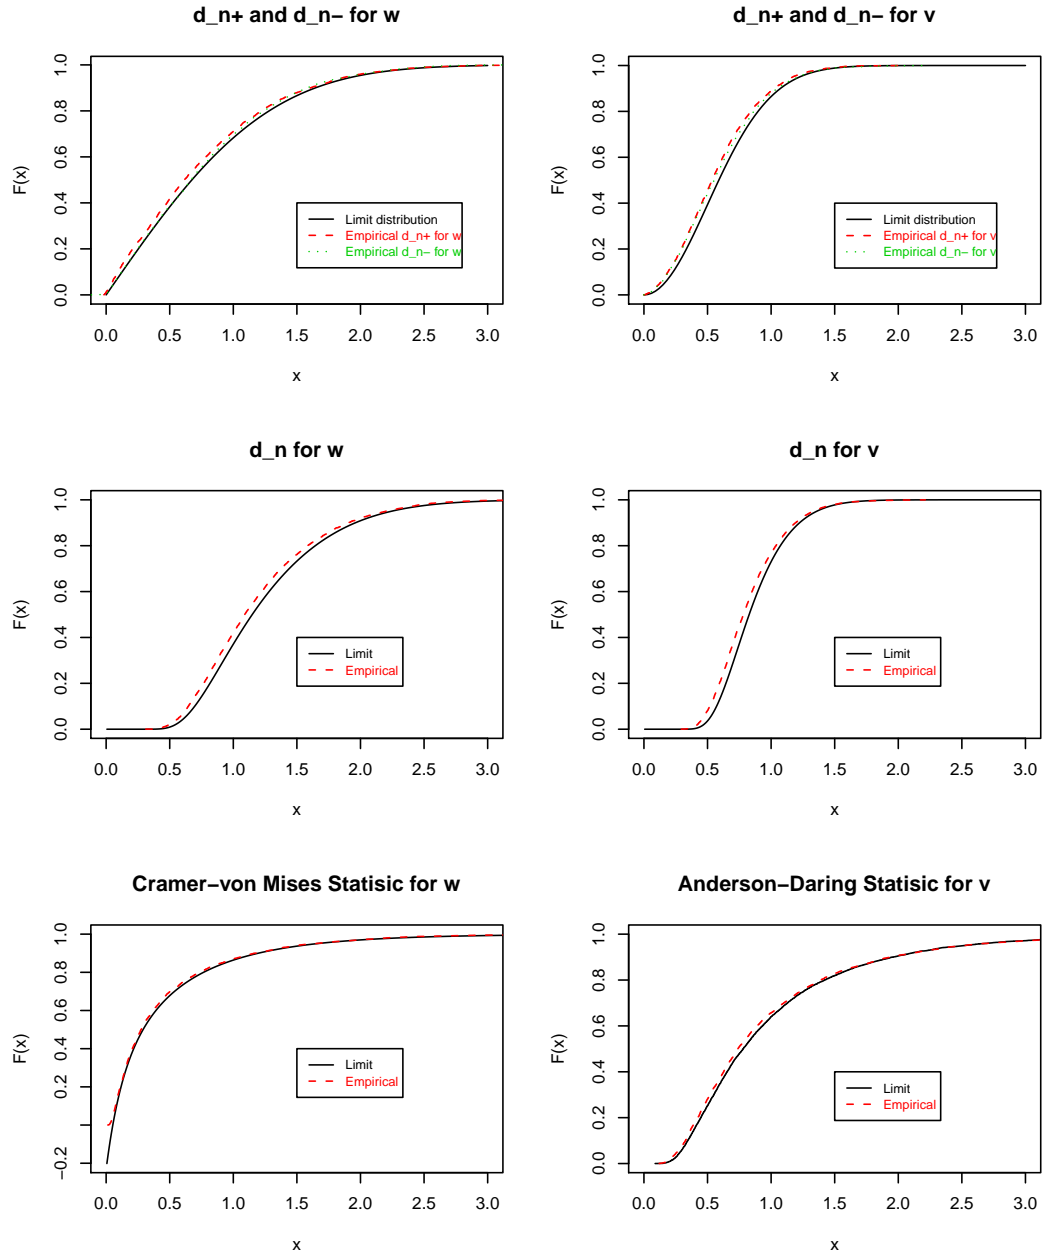 d_n+ and d_n− for w
F(x)
0.0 0.2 0.4 0.6 0.8 1.0
Limit distribution
Empirical d_n+ for w
Empirical d_n− for w
0.0 0.5 1.0 1.5 2.0 2.5 3.0
x
d_n+ and d_n− for v
F(x)
0.0 0.2 0.4 0.6 0.8 1.0
Limit distribution
Empirical d_n+ for v
Empirical d_n− for v
0.0 0.5 1.0 1.5 2.0 2.5 3.0
x
d_n for w
F(x)
0.0 0.2 0.4 0.6 0.8 1.0
Limit
Empirical
0.0 0.5 1.0 1.5 2.0 2.5 3.0
x
d_n for v
F(x)
0.0 0.2 0.4 0.6 0.8 1.0
Limit
Empirical
0.0 0.5 1.0 1.5 2.0 2.5 3.0
x
Cramer−von Mises Statisic for w
F(x)
−0.2 0.2 0.4 0.6 0.8 1.0
Limit
Empirical
0.0 0.5 1.0 1.5 2.0 2.5 3.0
x
Anderson−Daring Statisic for v
F(x)
0.0 0.2 0.4 0.6 0.8 1.0
Limit
Empirical
0.0 0.5 1.0 1.5 2.0 2.5 3.0
x